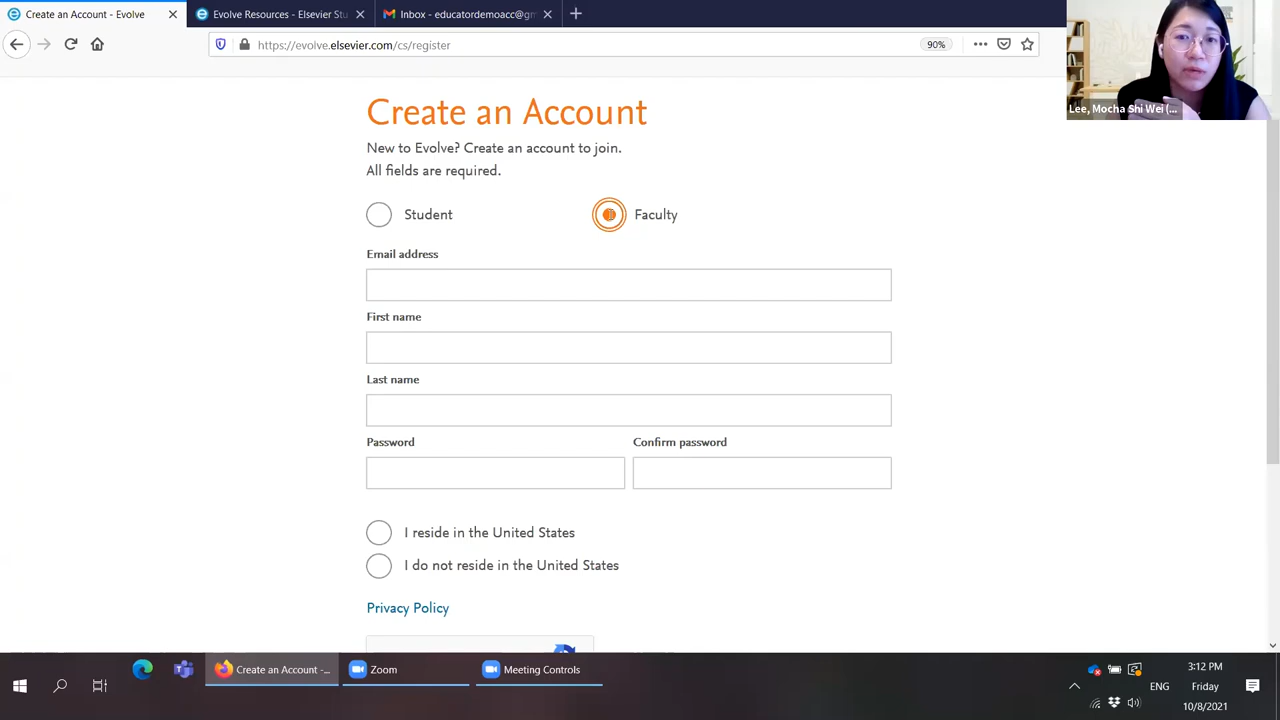 Create an Account - Evolve
Evolve Resources - Elsevier Stu
Inbox - educatordemoacc@gm
https://evolve.elsevier.com/cs/register
90%
Lee, Mocha Shi Wei (...
Create an Account
New to Evolve? Create an account to join.
All fields are required.
Student
Faculty
Email address
First name
Last name
Password
Confirm password
I reside in the United States
I do not reside in the United States
Privacy Policy
Create an Account -...
Zoom
Meeting Controls
ENG
3:12 PM
Friday
10/8/2021